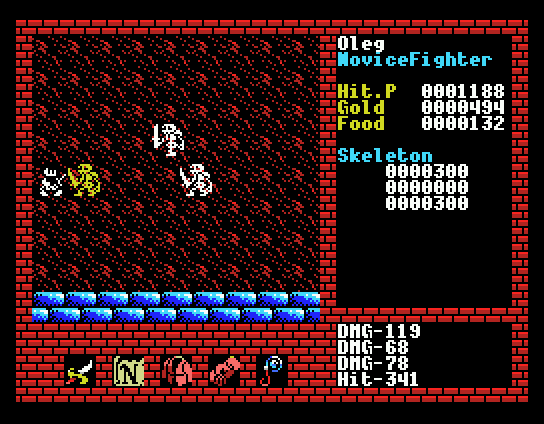 Oleg
NoviceFighter
Hit.P 0001188
Gold 0000494
Food 0000132
Skeleton
0000300
0000000
0000300
DMG-119
DMG-68
DMG-78
Hit-341
N